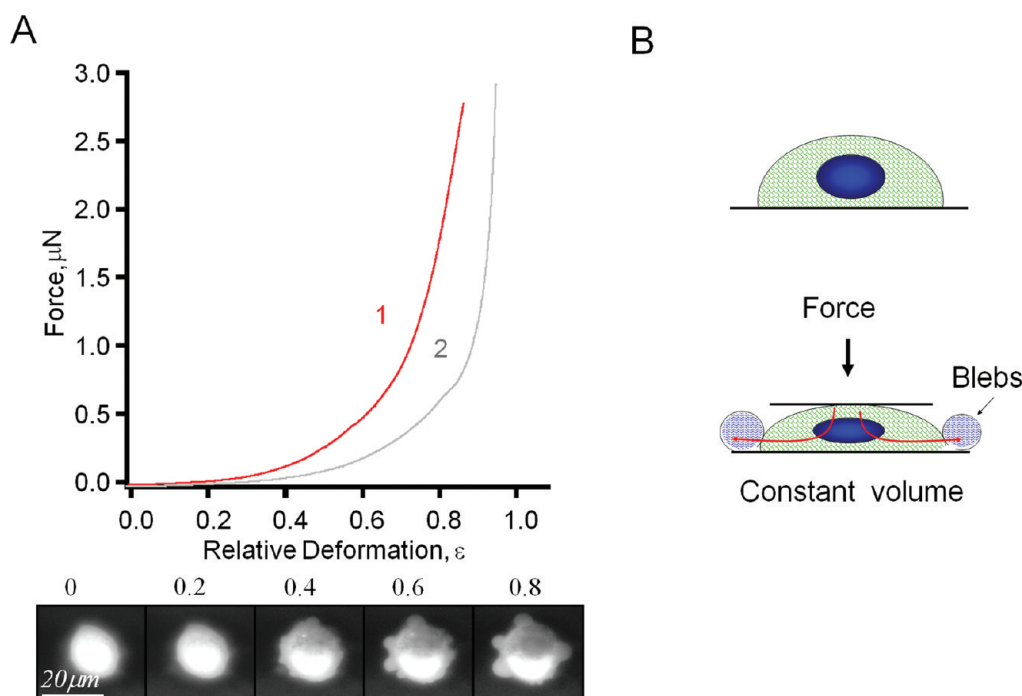 A
B
3.0
2.5
2.0
1.5
1.0
0.5
0.0
Force, μN
1
2
0.0 0.2 0.4 0.6 0.8 1.0
Relative Deformation, ε
0 0.2 0.4 0.6 0.8
20μm
Force
Blebs
Constant volume